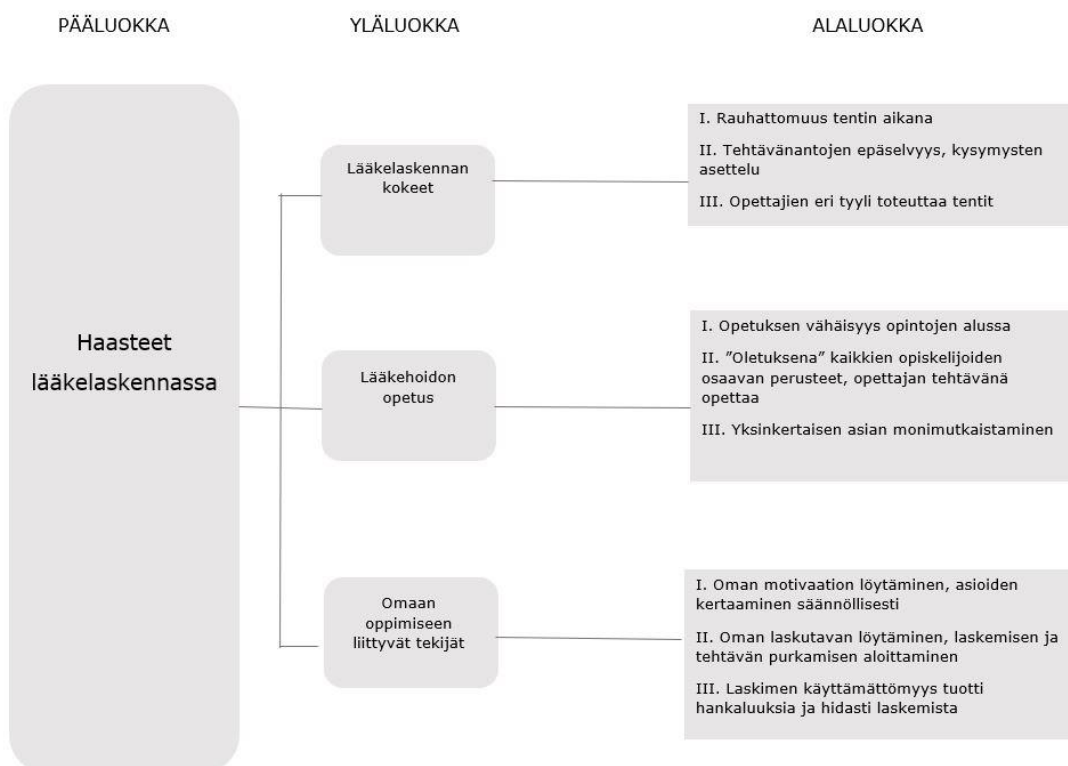 PÄÄLUOKKA
YLÄLUOKKA
ALALUOKKA
Haasteet
lääkelaskennassa
Lääkelaskennan
kokeet
I. Rauhattomuus tentin aikana
II. Tehtävänantojen epäselvyys, kysymysten
asettelu
III. Opettajien eri tyyli toteuttaa tentit
Lääkehoidon
opetus
I. Opetuksen vähäisyys opintojen alussa
II. ”Oletuksena” kaikkien opiskelijoiden
osaavan perusteet, opettajan tehtävänä
opettaa
III. Yksinkertaisen asian monimutkaistaminen
Omaan
oppimiseen
liittyvät tekijät
I. Oman motivaation löytäminen, asioiden
kertaaminen säännöllisesti
II. Oman laskutavan löytäminen, laskemisen ja
tehtävän purkamisen aloittaminen
III. Laskimen käyttämättömyys tuotti
hankaluuksia ja hidasti laskemista